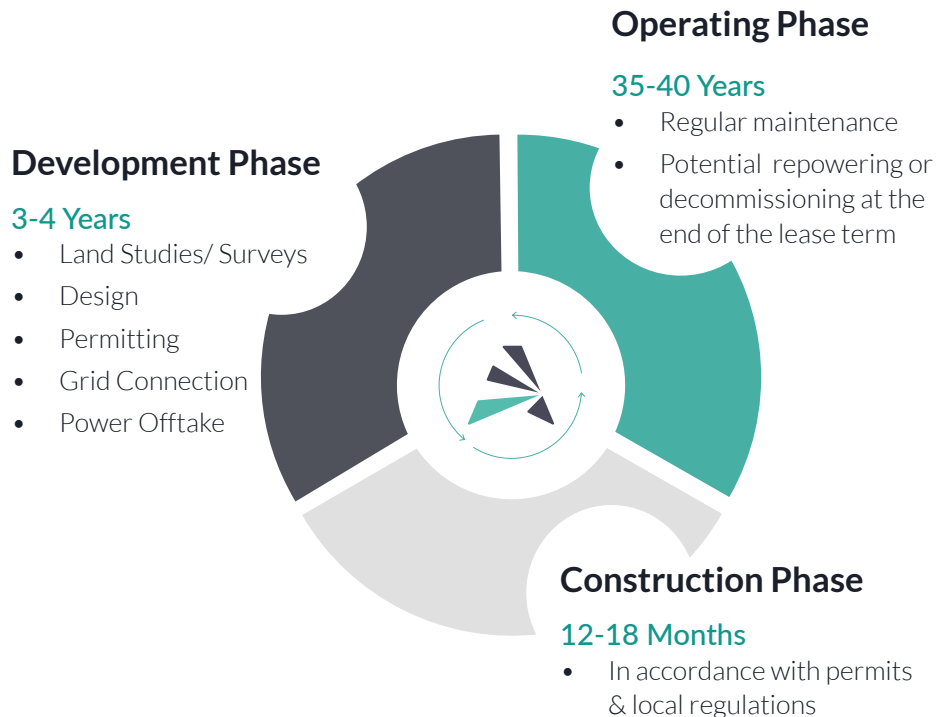 Development Phase
3-4 Years
• Land Studies/ Surveys
• Design
• Permitting
• Grid Connection
• Power Offtake
Operating Phase
35-40 Years
• Regular maintenance
• Potential repowering or
decommissioning at the
end of the lease term
Construction Phase
12-18 Months
• In accordance with permits
& local regulations